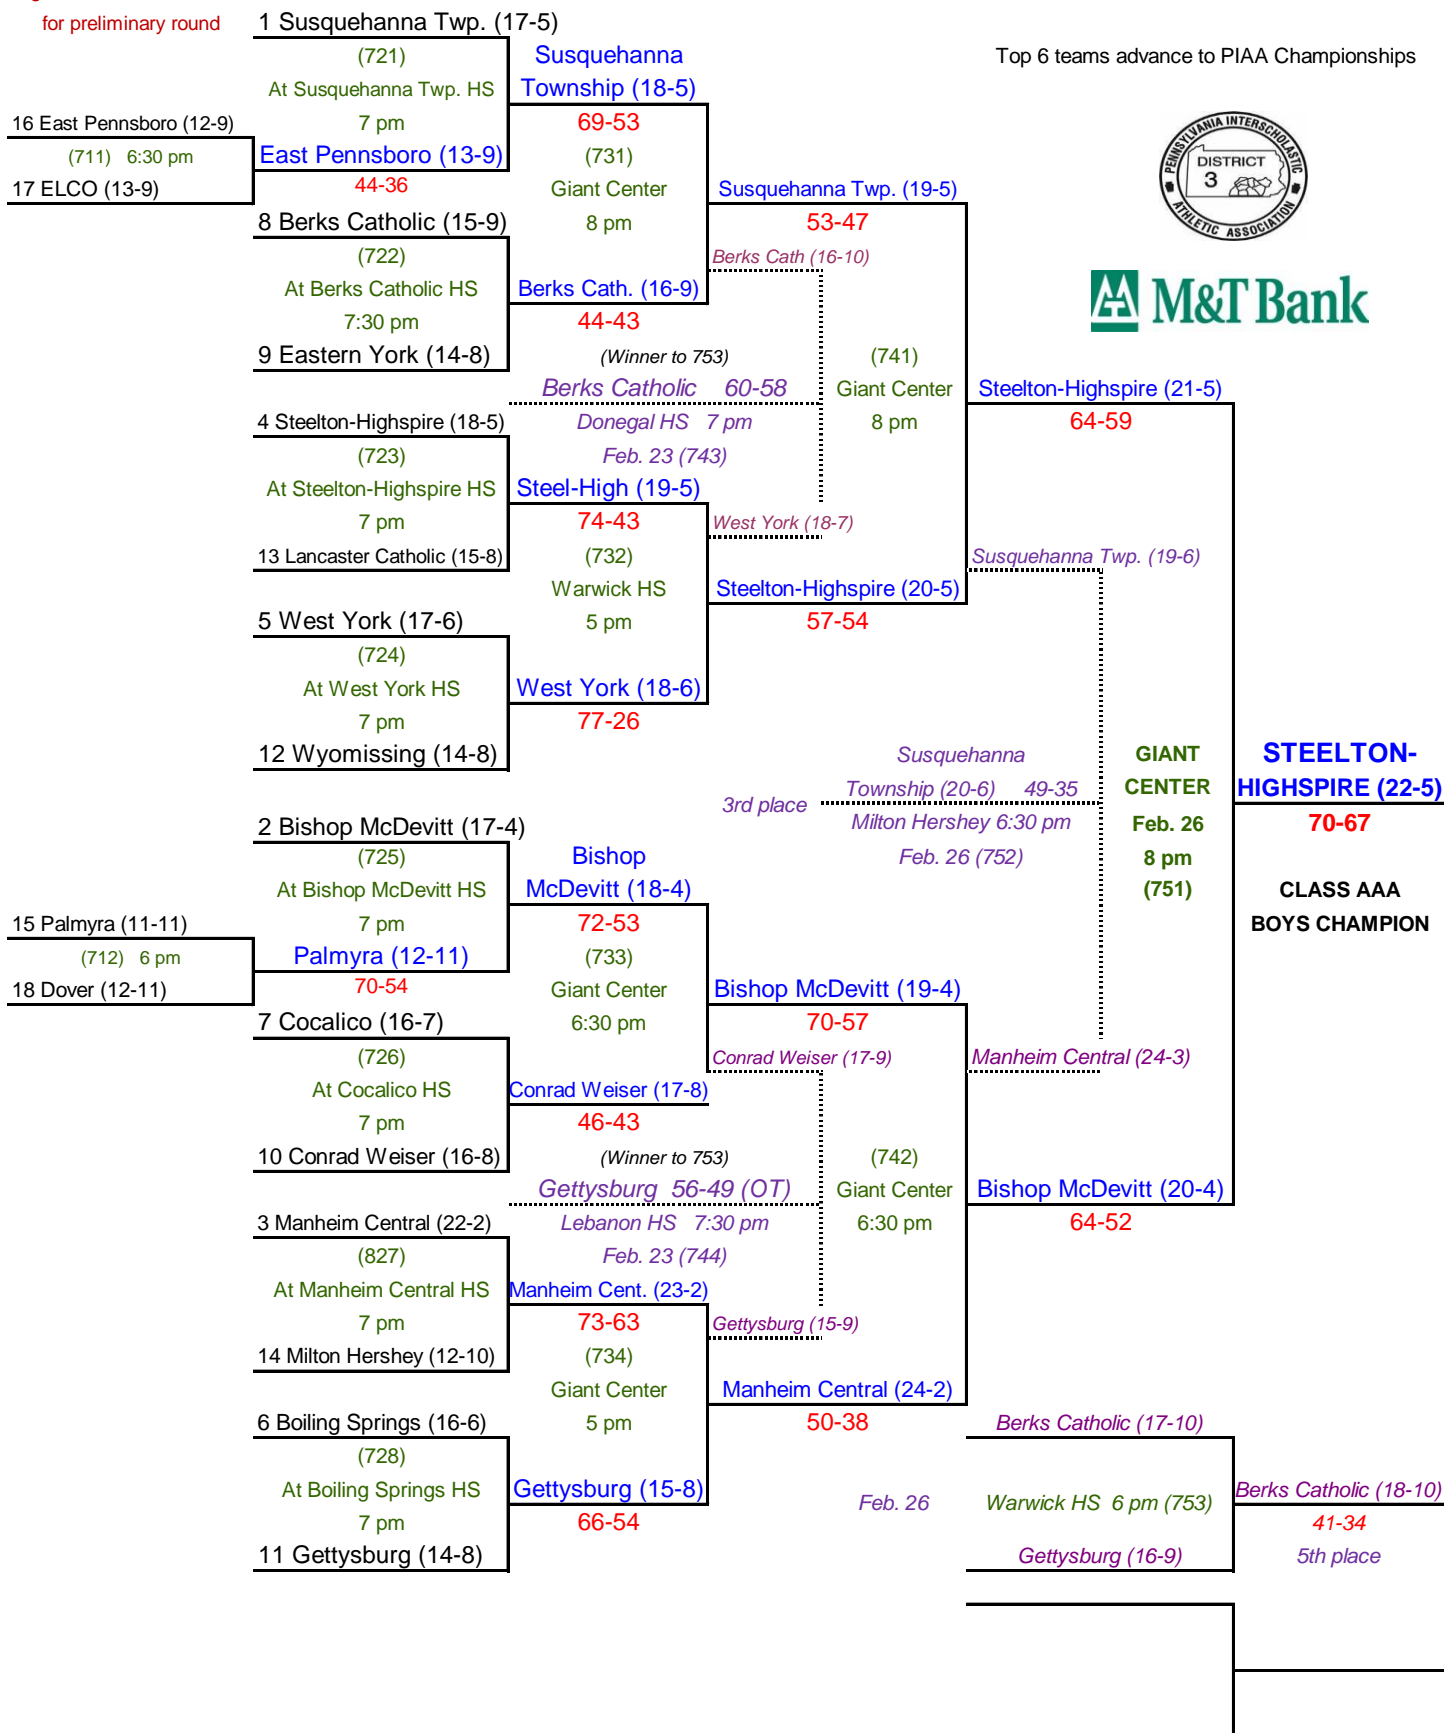 for preliminary round
1 Susquehanna Twp. (17-5)
(721)
At Susquehanna Twp. HS
7 pm
16 East Pennsboro (12-9)
(711) 6:30 pm
17 ELCO (13-9)
East Pennsboro (13-9)
44-36
8 Berks Catholic (15-9)
(722)
At Berks Catholic HS
7:30 pm
9 Eastern York (14-8)
4 Steelton-Highspire (18-5)
(723)
At Steelton-Highspire HS
7 pm
13 Lancaster Catholic (15-8)
5 West York (17-6)
(724)
At West York HS
7 pm
12 Wyomissing (14-8)
2 Bishop McDevitt (17-4)
(725)
At Bishop McDevitt HS
7 pm
15 Palmyra (11-11)
(712) 6 pm
18 Dover (12-11)
Palmyra (12-11)
70-54
7 Cocalico (16-7)
(726)
At Cocalico HS
7 pm
10 Conrad Weiser (16-8)
3 Manheim Central (22-2)
(827)
At Manheim Central HS
7 pm
14 Milton Hershey (12-10)
6 Boiling Springs (16-6)
(728)
At Boiling Springs HS
7 pm
11 Gettysburg (14-8)
Susquehanna
Township (18-5)
69-53
(731)
Giant Center
8 pm
Berks Cath. (16-9)
44-43
(Winner to 753)
Berks Catholic 60-58
Donegal HS 7 pm
Feb. 23 (743)
Steel-High (19-5)
74-43
(732)
Warwick HS
5 pm
West York (18-6)
77-26
Bishop
McDevitt (18-4)
72-53
(733)
Giant Center
6:30 pm
Conrad Weiser (17-8)
46-43
(Winner to 753)
Gettysburg 56-49 (OT)
Lebanon HS 7:30 pm
Feb. 23 (744)
Manheim Cent. (23-2)
73-63
(734)
Giant Center
5 pm
Gettysburg (15-8)
66-54
Susquehanna Twp. (19-5)
53-47
Berks Cath (16-10)
(741)
Giant Center
8 pm
West York (18-7)
Steelton-Highspire (20-5)
57-54
3rd place
Susquehanna
Township (20-6) 49-35
Milton Hershey 6:30 pm
Feb. 26 (752)
Bishop McDevitt (19-4)
70-57
Conrad Weiser (17-9)
(742)
Giant Center
6:30 pm
Gettysburg (15-9)
Manheim Central (24-2)
50-38
Top 6 teams advance to PIAA Championships
PENNSYLVANIA INTERSCHOLASTIC
DISTRICT
3
ATHLETIC ASSOCIATION
M&T Bank
Steelton-Highspire (21-5)
64-59
Susquehanna Twp. (19-6)
GIANT
CENTER
Feb. 26
8 pm
(751)
Manheim Central (24-3)
Bishop McDevitt (20-4)
64-52
STEELTON-
HIGHSPIRE (22-5)
70-67
CLASS AAA
BOYS CHAMPION
Berks Catholic (17-10)
Feb. 26
Warwick HS 6 pm (753)
Gettysburg (16-9)
Berks Catholic (18-10)
41-34
5th place